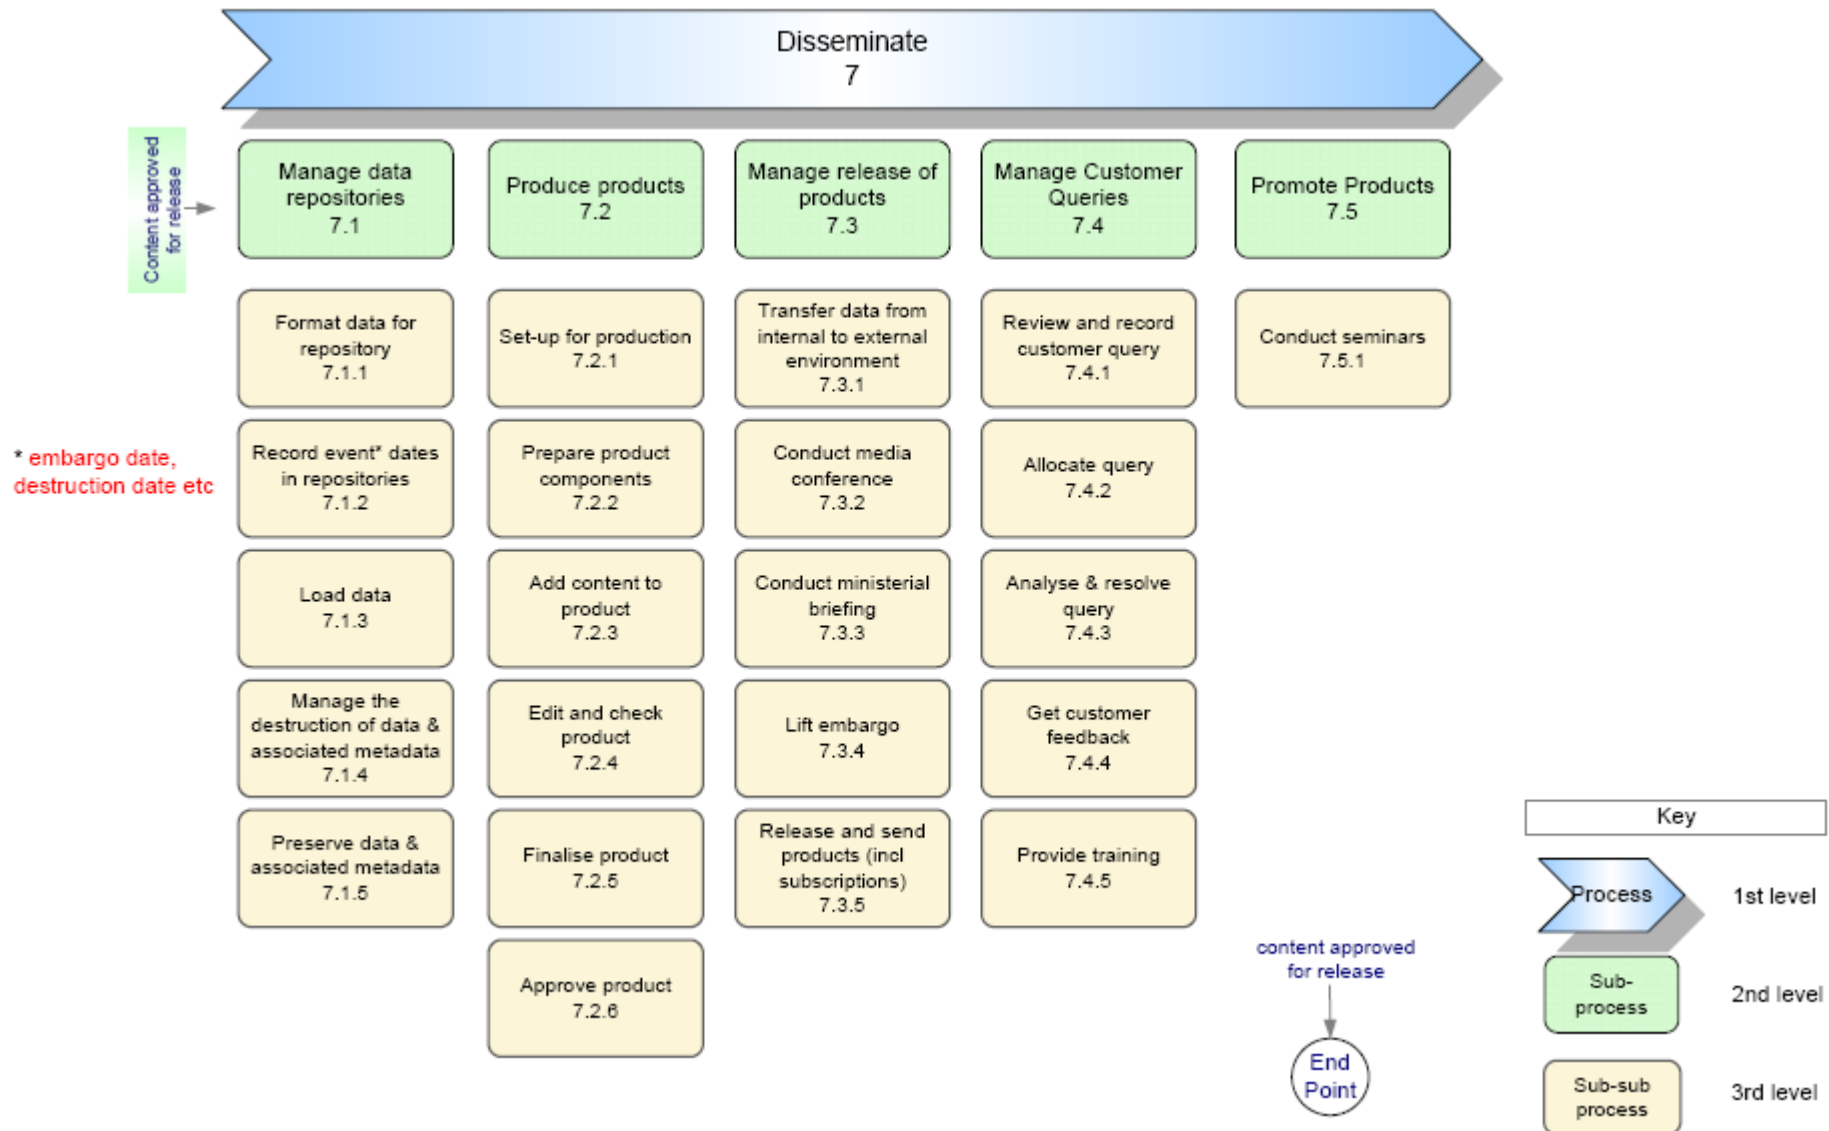 Disseminate
7
Content approved
for release
Manage data
repositories
7.1
Produce products
7.2
Manage release of
products
7.3
Manage Customer
Queries
7.4
Promote Products
7.5
Format data for
repository
7.1.1
Set-up for production
7.2.1
Transfer data from
internal to external
environment
7.3.1
Review and record
customer query
7.4.1
Conduct seminars
7.5.1
* embargo date,
destruction date etc
Record event* dates
in repositories
7.1.2
Prepare product
components
7.2.2
Conduct media
conference
7.3.2
Allocate query
7.4.2
Load data
7.1.3
Add content to
product
7.2.3
Conduct ministerial
briefing
7.3.3
Analyse & resolve
query
7.4.3
Manage the
destruction of data &
associated metadata
7.1.4
Edit and check
product
7.2.4
Lift embargo
7.3.4
Get customer
feedback
7.4.4
Preserve data &
associated metadata
7.1.5
Finalise product
7.2.5
Release and send
products (incl
subscriptions)
7.3.5
Provide training
7.4.5
Approve product
7.2.6
content approved
for release
End
Point
Key
Process
1st level
Sub-
process
2nd level
Sub-sub
process
3rd level